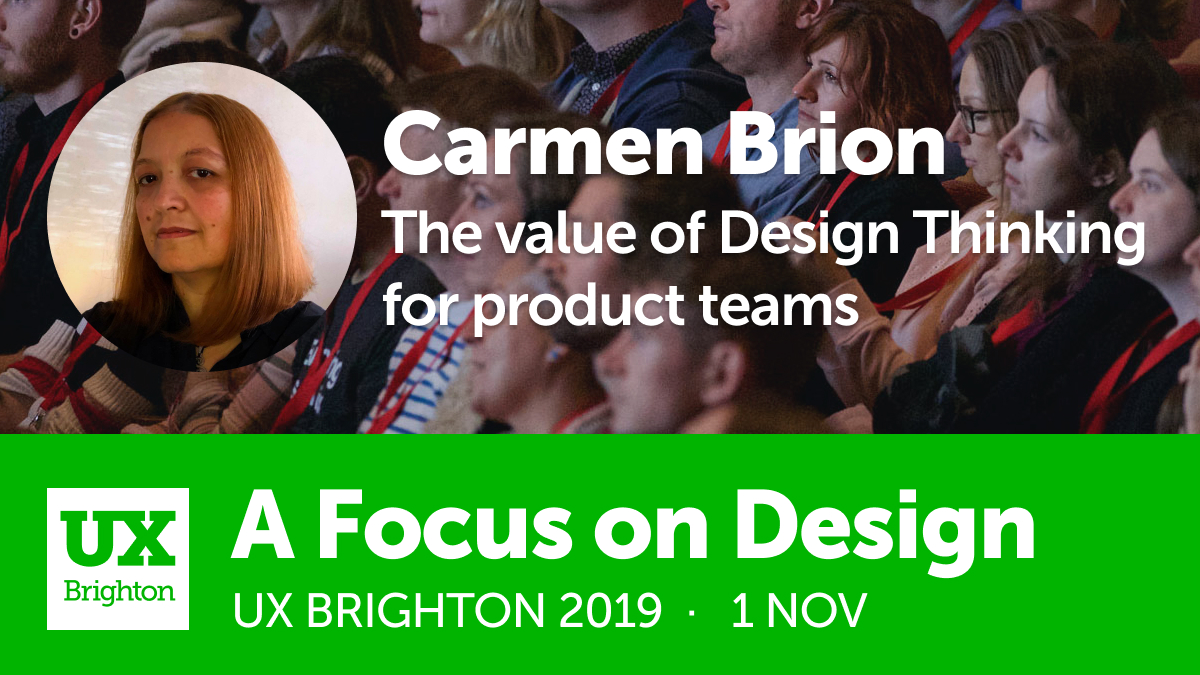 Carmen Brion
The value of Design Thinking
for product teams
UX
Brighton
A Focus on Design
UX BRIGHTON 2019 · 1 NOV